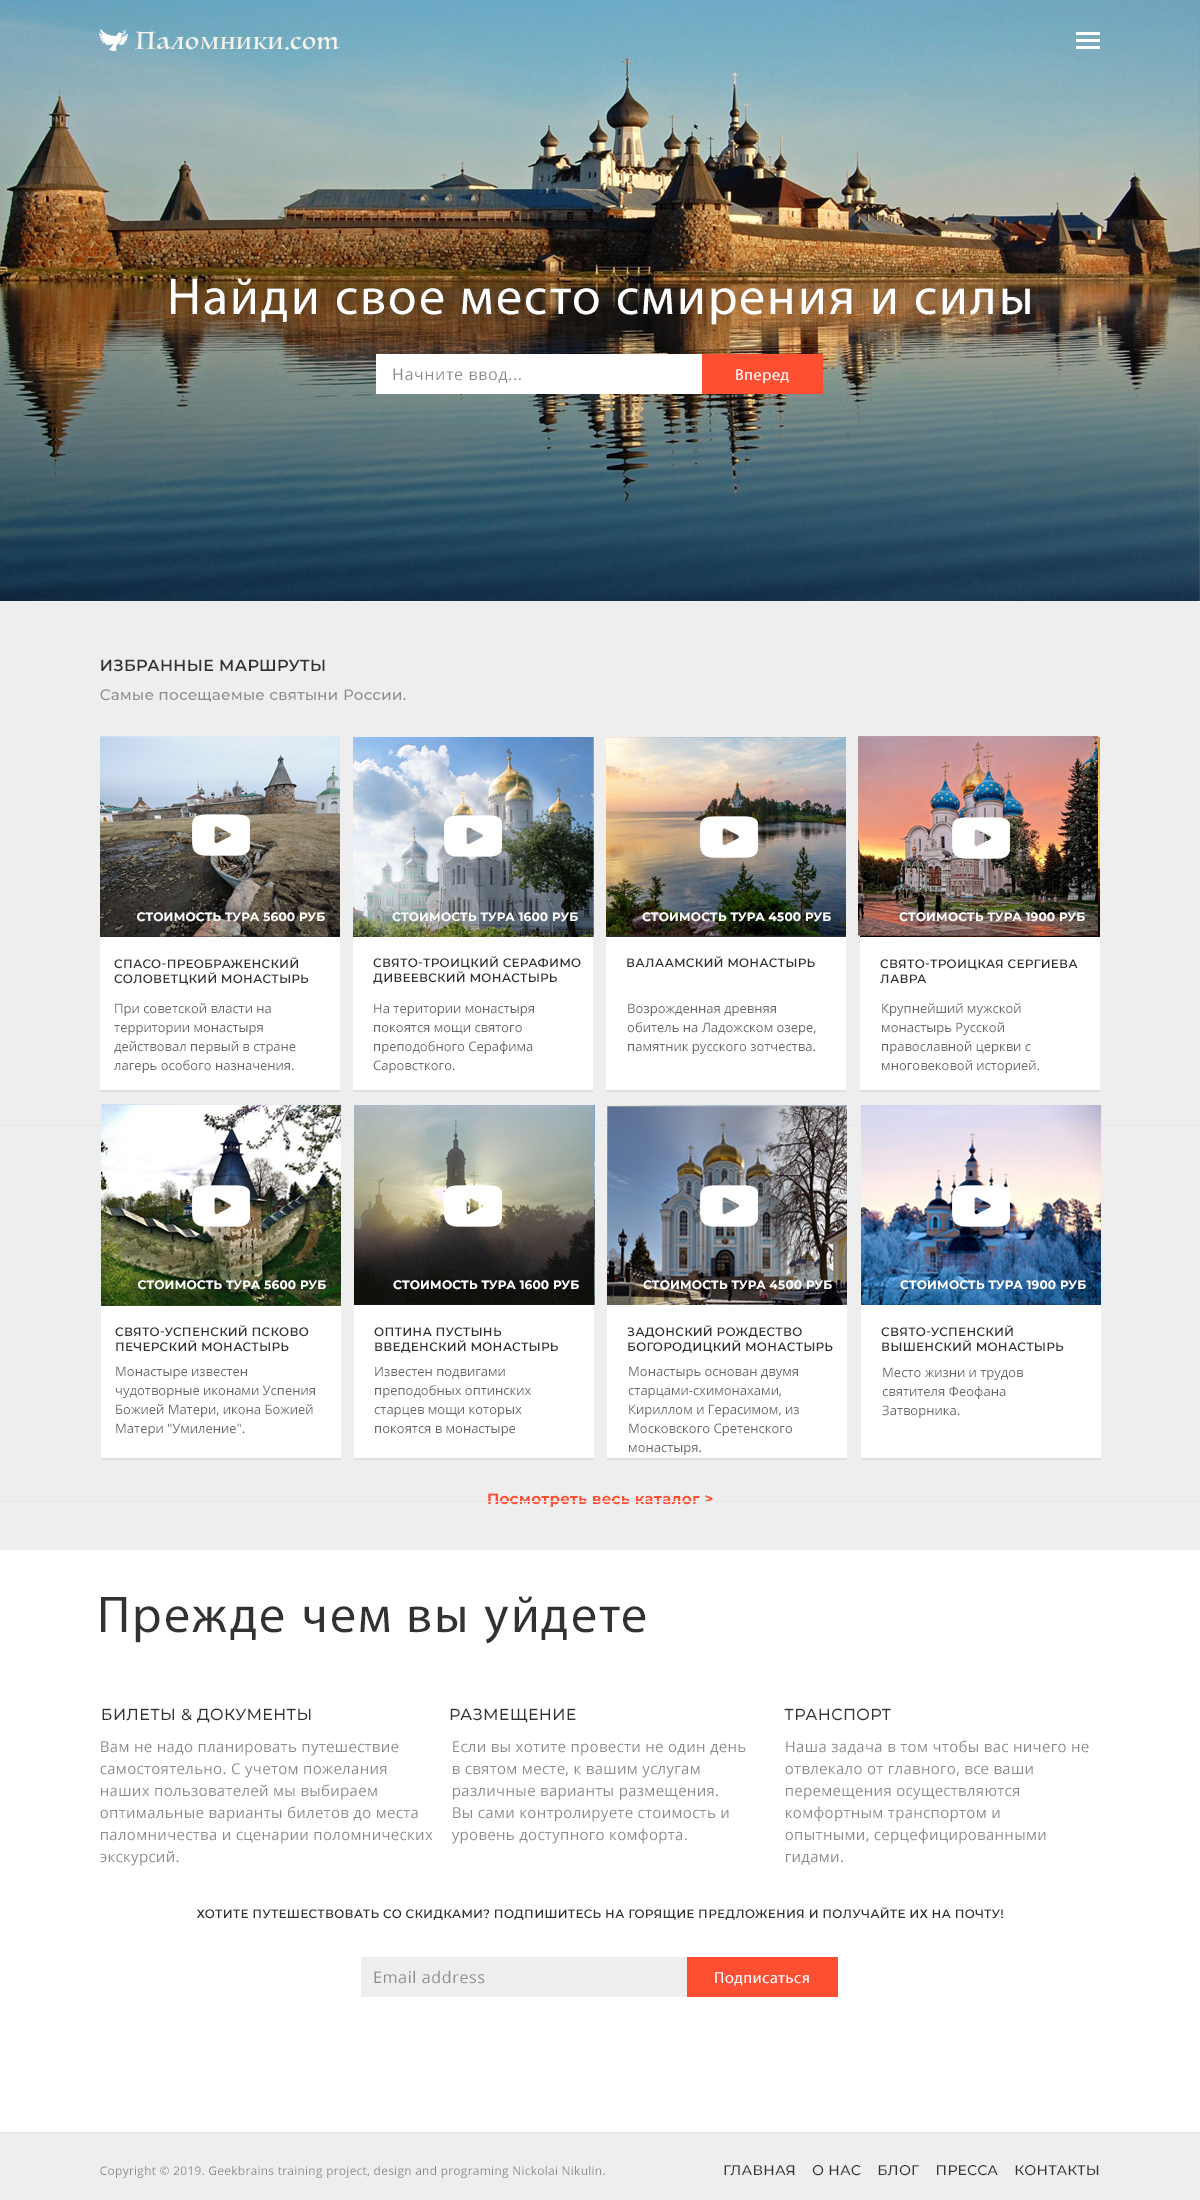 Паломники.com
Найди свое место смирения и силы
Начните ввод...
Вперед
ИЗБРАННЫЕ МАРШРУТЫ
Самые посещаемые святыни России.
СТОИМОСТЬ ТУРА 5600 РУБ
СПАСО-ПРЕОБРАЖЕНСКИЙ
СОЛОВЕТЦКИЙ МОНАСТЫРЬ
При советской власти на
территории монастыря
действовал первый в стране
лагерь особого назначения.
СТОИМОСТЬ ТУРА 1600 РУБ
СВЯТО-ТРОИЦКИЙ СЕРАФИМО
ДИВЕЕВСКИЙ МОНАСТЫРЬ
На територии монастыря
покоятся мощи святого
преподобного Серафима
Саровсткого.
СТОИМОСТЬ ТУРА 4500 РУБ
ВАЛААМСКИЙ МОНАСТЫРЬ
Возрожденная древняя
обитель на Ладожском озере,
памятник русского зотчества.
СТОИМОСТЬ ТУРА 1900 РУБ
СВЯТО-ТРОИЦКАЯ СЕРГИЕВА
ЛАВРА
Крупнейший мужской
монастырь Русской
православной церкви с
многовековой историей.
СТОИМОСТЬ ТУРА 5600 РУБ
СВЯТО-УСПЕНСКИЙ ПСКОВО
ПЕЧЕРСКИЙ МОНАСТЫРЬ
Монастыре известен
чудотворные иконами Успения
Божией Матери, икона Божией
Матери "Умиление".
СТОИМОСТЬ ТУРА 1600 РУБ
ОПТИНА ПУСТЫНЬ
ВВЕДЕНСКИЙ МОНАСТЫРЬ
Известен подвигами
преподобных оптинских
старцев мощи которых
покоятся в монастыре
СТОИМОСТЬ ТУРА 4500 РУБ
ЗАДОНСКИЙ РОЖДЕСТВО
БОГОРОДИЦКИЙ МОНАСТЫРЬ
Монастырь основан двумя
старцами-схимонахами,
Кириллом и Герасимом, из
Московского Сретенского
монастыря.
СТОИМОСТЬ ТУРА 1900 РУБ
СВЯТО-УСПЕНСКИЙ
ВЫШЕНСКИЙ МОНАСТЫРЬ
Место жизни и трудов
святителя Феофана
Затворника.
Посмотреть весь каталог >
Прежде чем вы уйдете
БИЛЕТЫ & ДОКУМЕНТЫ
Вам не надо планировать путешествие
самостоятельно. С учетом пожелания
наших пользователей мы выбираем
оптимальные варианты билетов до места
паломничества и сценарии поломнических
экскурсий.
РАЗМЕЩЕНИЕ
Если вы хотите провести не один день
в святом месте, к вашим услугам
различные варианты размещения.
Вы сами контролируете стоимость и
уровень доступного комфорта.
ТРАНСПОРТ
Наша задача в том чтобы вас ничего не
отвлекало от главного, все ваши
перемещения осуществляются
комфортным транспортом и
опытными, серцефицированными
гидами.
ХОТИТЕ ПУТЕШЕСТВОВАТЬ СО СКИДКАМИ? ПОДПИШИТЕСЬ НА ГОРЯЩИЕ ПРЕДЛОЖЕНИЯ И ПОЛУЧАЙТЕ ИХ НА ПОЧТУ!
Email address
Подписаться
Copyright © 2019. Geekbrains training project, design and programing Nickolai Nikulin.
ГЛАВНАЯ О НАС БЛОГ ПРЕССА КОНТАКТЫ